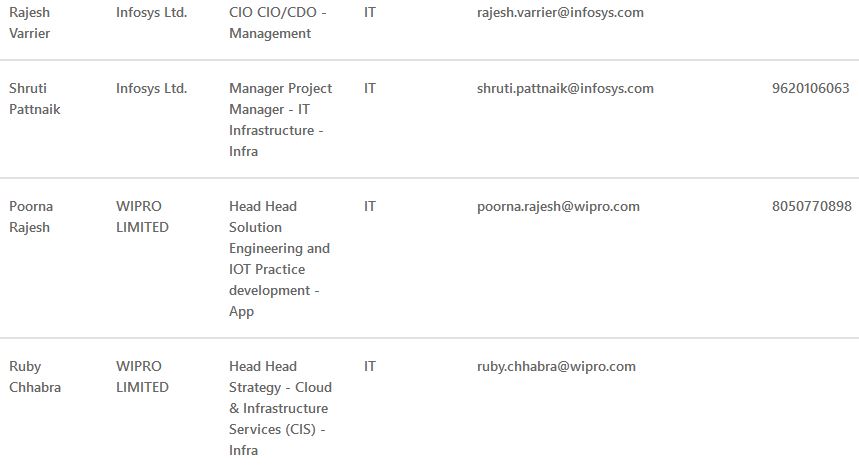 Rajesh Varrier Infosys Ltd. CIO CIO/CDO - Management IT rajesh.varrier@infosys.com
Shruti Pattnaik Infosys Ltd. Manager Project Manager - IT Infrastructure - Infra IT shruti.pattnaik@infosys.com 9620106063
Poorna Rajesh WIPRO LIMITED Head Head Solution Engineering and IOT Practice development - App IT poorna.rajesh@wipro.com 8050770898
Ruby Chhabra WIPRO LIMITED Head Head Strategy - Cloud & Infrastructure Services (CIS) - Infra IT ruby.chhabra@wipro.com